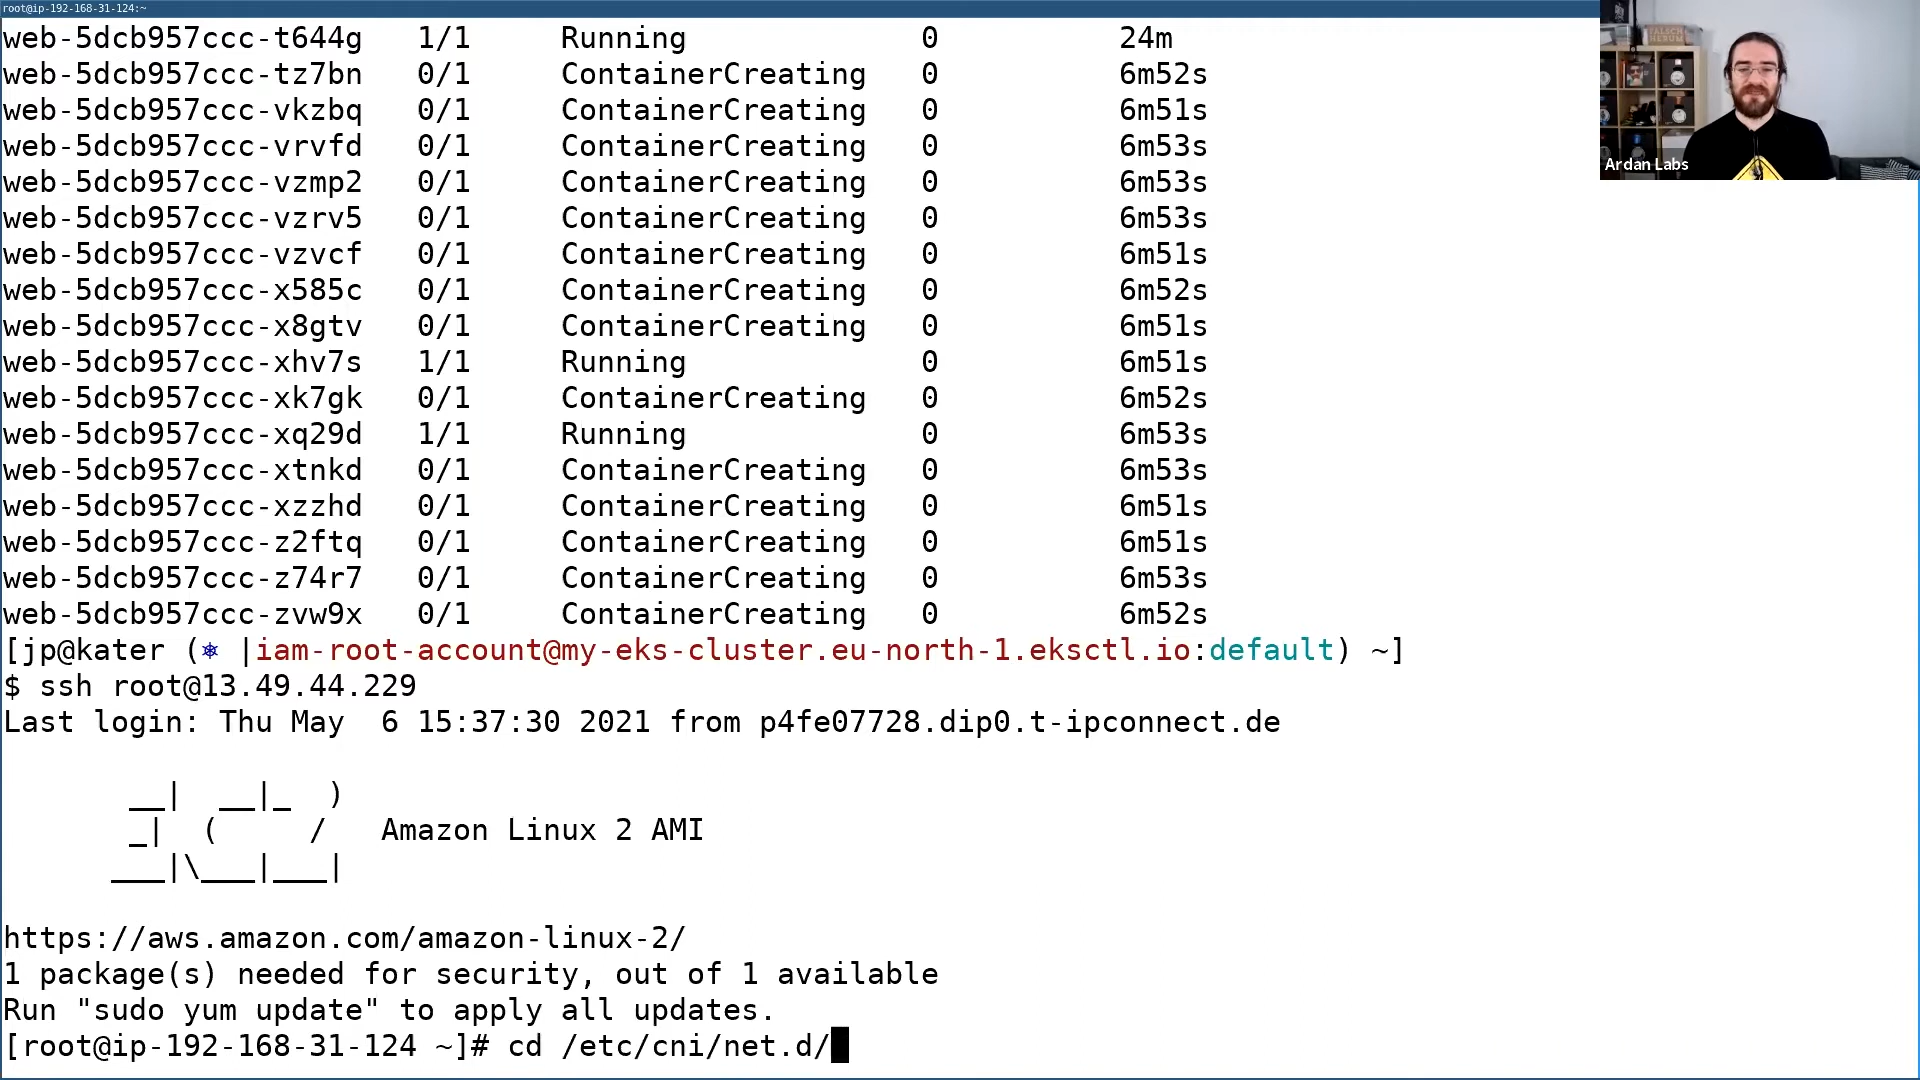 root@ip-192-168-31-124:~
web-5dcb957ccc-t644g   1/1     Running             0          24m
web-5dcb957ccc-tz7bn   0/1     ContainerCreating   0          6m52s
web-5dcb957ccc-vkzbq   0/1     ContainerCreating   0          6m51s
web-5dcb957ccc-vrvfd   0/1     ContainerCreating   0          6m53s
web-5dcb957ccc-vzmp2   0/1     ContainerCreating   0          6m53s
web-5dcb957ccc-vzrv5   0/1     ContainerCreating   0          6m53s
web-5dcb957ccc-vzvcf   0/1     ContainerCreating   0          6m51s
web-5dcb957ccc-x585c   0/1     ContainerCreating   0          6m52s
web-5dcb957ccc-x8gtv   0/1     ContainerCreating   0          6m51s
web-5dcb957ccc-xhv7s   1/1     Running             0          6m51s
web-5dcb957ccc-xk7gk   0/1     ContainerCreating   0          6m52s
web-5dcb957ccc-xq29d   1/1     Running             0          6m53s
web-5dcb957ccc-xtnkd   0/1     ContainerCreating   0          6m53s
web-5dcb957ccc-xzzhd   0/1     ContainerCreating   0          6m51s
web-5dcb957ccc-z2ftq   0/1     ContainerCreating   0          6m51s
web-5dcb957ccc-z74r7   0/1     ContainerCreating   0          6m53s
web-5dcb957ccc-zvw9x   0/1     ContainerCreating   0          6m52s
[jp@kater (⎈ |iam-root-account@my-eks-cluster.eu-north-1.eksctl.io:default) ~]
$ ssh root@13.49.44.229
Last login: Thu May  6 15:37:30 2021 from p4fe07728.dip0.t-ipconnect.de
       __|  __|_  )
       _|  (     /   Amazon Linux 2 AMI
      ___|\___|___|
https://aws.amazon.com/amazon-linux-2/
1 package(s) needed for security, out of 1 available
Run "sudo yum update" to apply all updates.
[root@ip-192-168-31-124 ~]# cd /etc/cni/net.d/
Ardan Labs